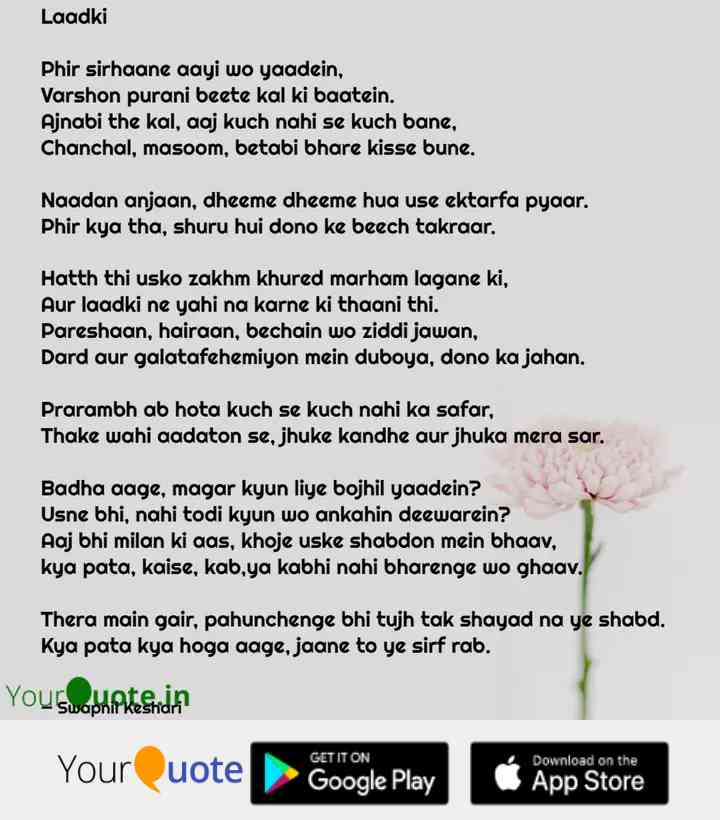 Laadki
Phir sirhaane aayi wo yaadein,
Varshon purani beete kal ki baatein.
Ajnabi the kal, aaj kuch nahi se kuch bane,
Chanchal, masoom, betabi bhare kisse bune.
Naadan anjaan, dheeme dheeme hua use ektarfa pyaar.
Phir kya tha, shuru hui dono ke beech takraar.
Hatth thi usko zakhm khured marham lagane ki,
Aur laadki ne yahi na karne ki thaani thi.
Pareshaan, hairaan, bechain wo ziddi jawan,
Dard aur galatafehemiyon mein duboya, dono ka jahan.
Prarambh ab hota kuch se kuch nahi ka safar,
Thake wahi aadaton se, jhuke kandhe aur jhuka mera sar.
Badha aage, magar kyun liye bojhil yaadein?
Usne bhi, nahi todi kyun wo ankahin deewarein?
Aaj bhi milan ki aas, khoje uske shabdon mein bhaav,
kya pata, kaise, kab,ya kabhi nahi bharenge wo ghaav.
Thera main gair, pahunchenge bhi tujh tak shayad na ye shabd.
Kya pata kya hoga aage, jaane to ye sirf rab.
YourQuote.in
– Swapnil Keshari
YourQuote
GET IT ON
Google Play
Download on the
App Store